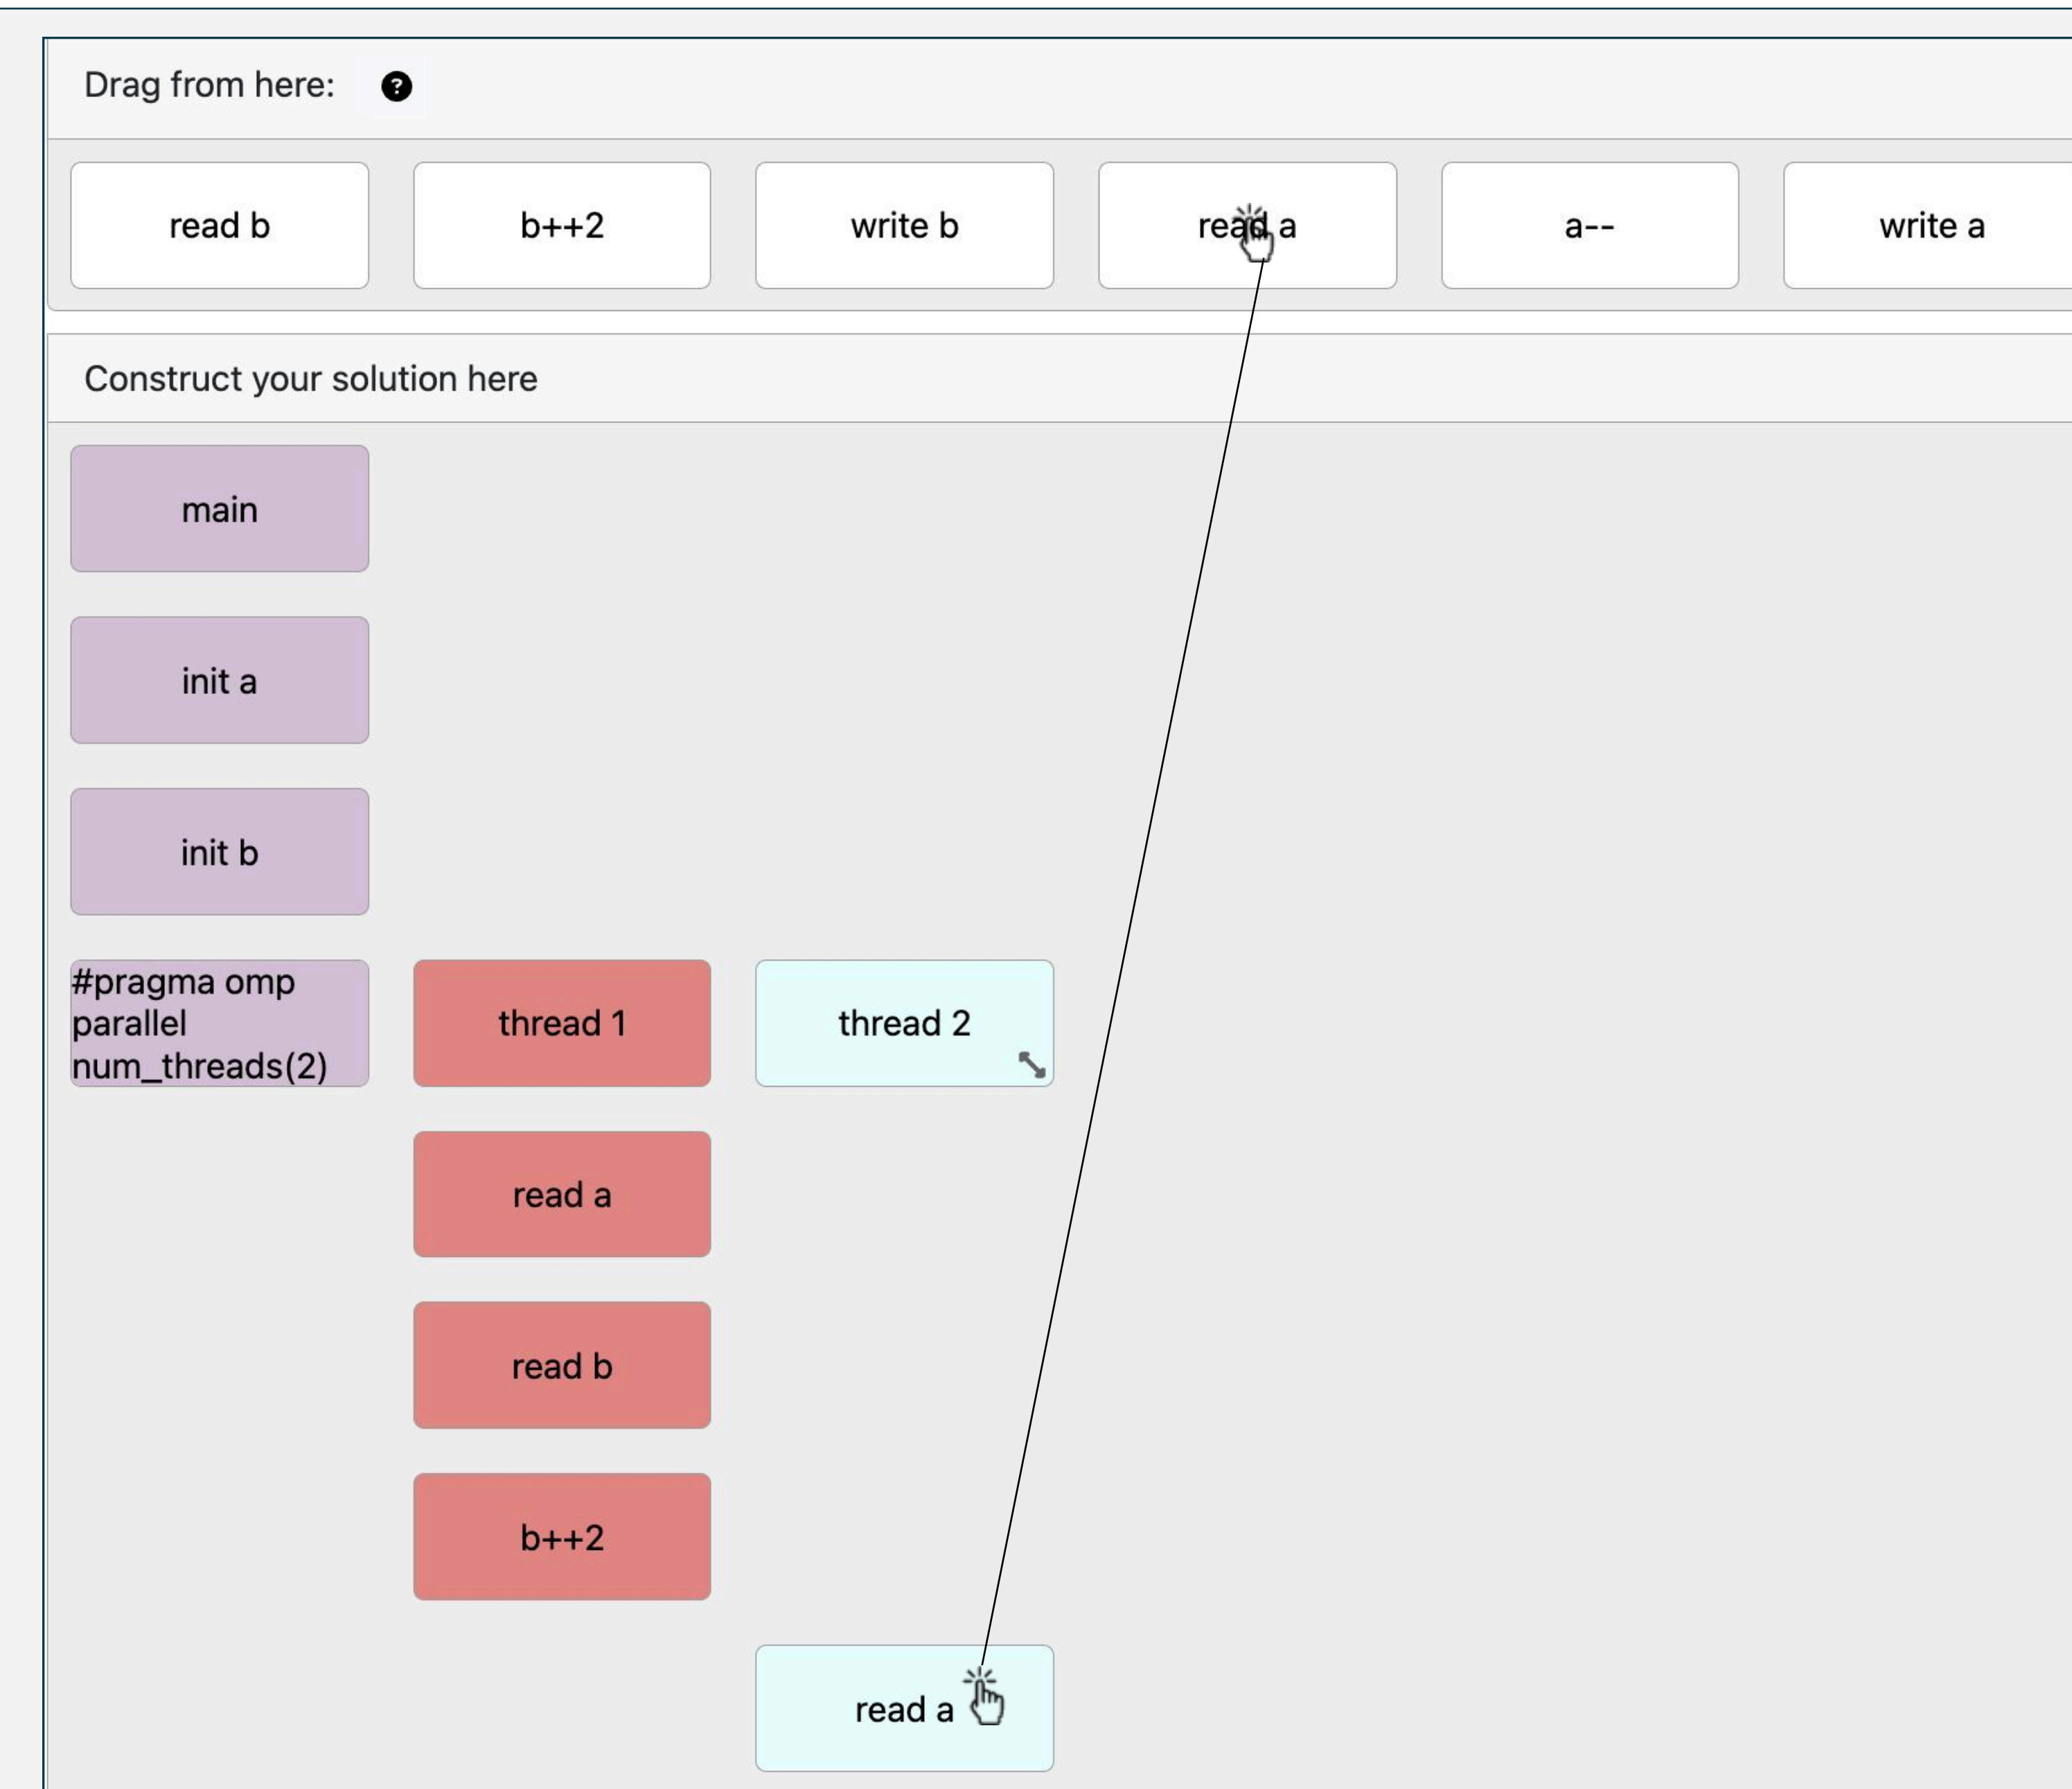 Drag from here: ?
read b
b++2
write b
read a
a--
write a
Construct your solution here
main
init a
init b
#pragma omp
parallel
num_threads(2)
thread 1
thread 2
read a
read b
b++2
read a